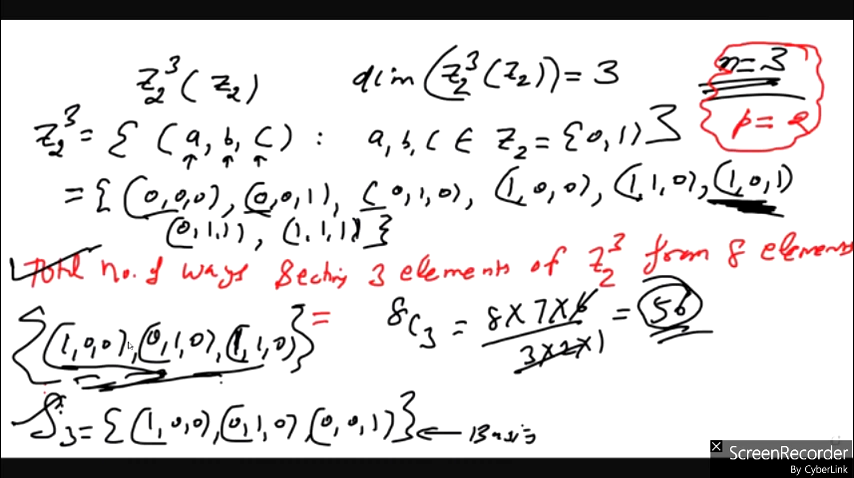 Z₂³ (Z₂) dim (Z₂³ (Z₂)) = 3 n = 3
Z₂³ = { (a, b, c) : a, b, c ∈ Z₂ = {0, 1) } p = 2
= { (0, 0, 0), (0, 0, 1), (0, 1, 0), (1, 0, 0), (1, 1, 0), (1, 0, 1)
(0, 1, 1), (1, 1, 1) }
Total no. of ways Secting 3 elements of Z₂³ from 8 elements
{(1, 0, 0), (0, 1, 0), (1, 1, 0)} = 8C₃ = 8 X 7 X 6 / 3 X 2 X 1 = 56
S₃ = { (1, 0, 0), (0, 1, 0) (0, 0, 1) } ← Basis
ScreenRecorder
By CyberLink